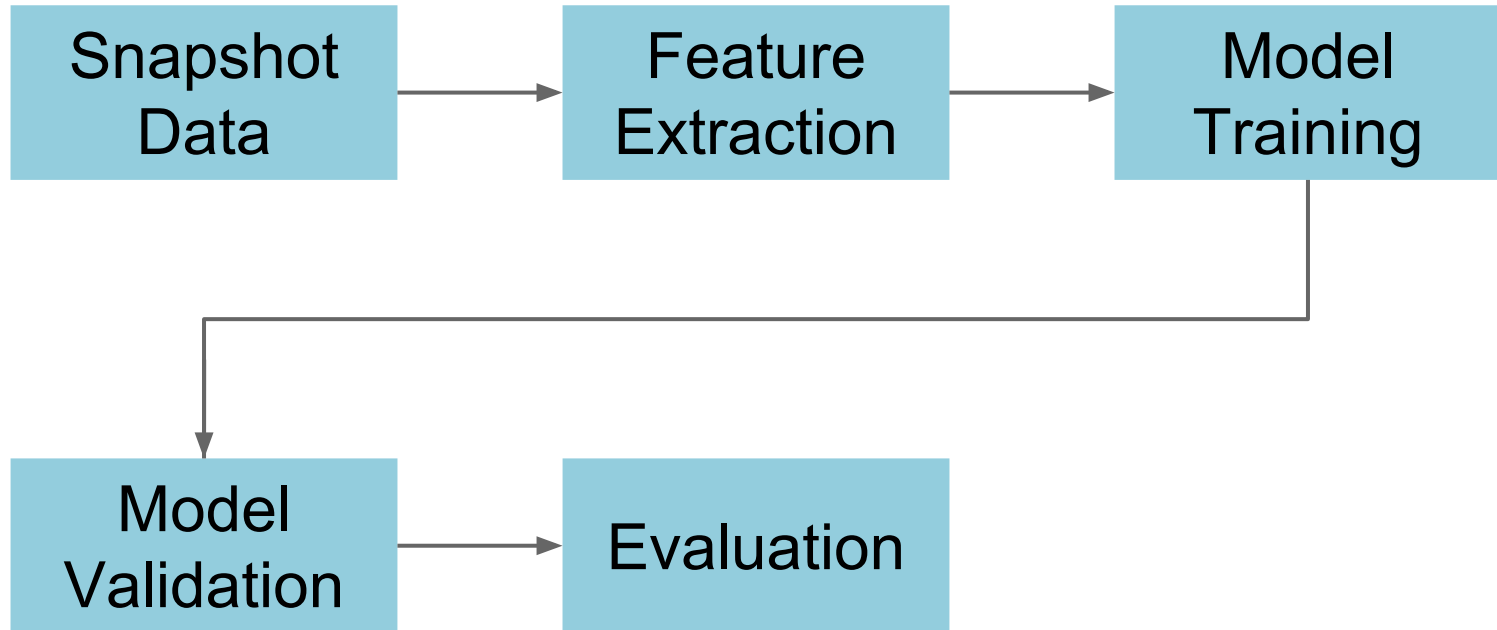 Snapshot
Data
Feature
Extraction
Model
Training
Model
Validation
Evaluation